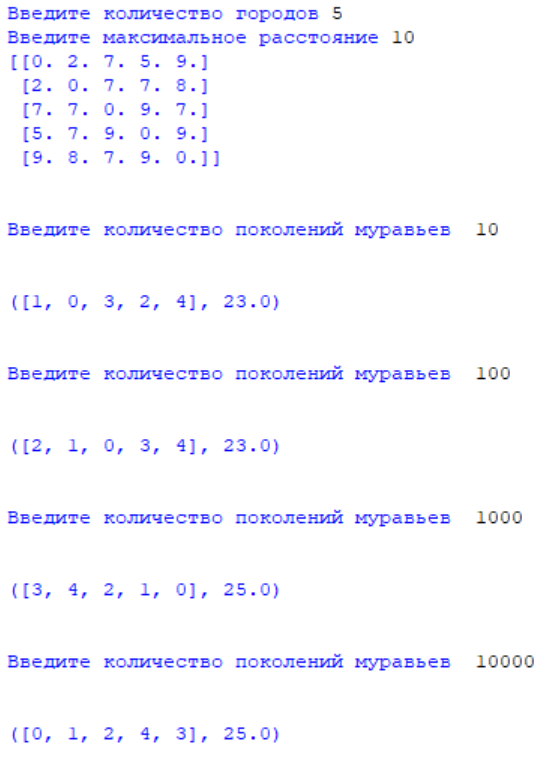 Введите количество городов 5
Введите максимальное расстояние 10
[[0. 2. 7. 5. 9.]
[2. 0. 7. 7. 8.]
[7. 7. 0. 9. 7.]
[5. 7. 9. 0. 9.]
[9. 8. 7. 9. 0.]]
Введите количество поколений муравьев 10
([1, 0, 3, 2, 4], 23.0)
Введите количество поколений муравьев 100
([2, 1, 0, 3, 4], 23.0)
Введите количество поколений муравьев 1000
([3, 4, 2, 1, 0], 25.0)
Введите количество поколений муравьев 10000
([0, 1, 2, 4, 3], 25.0)